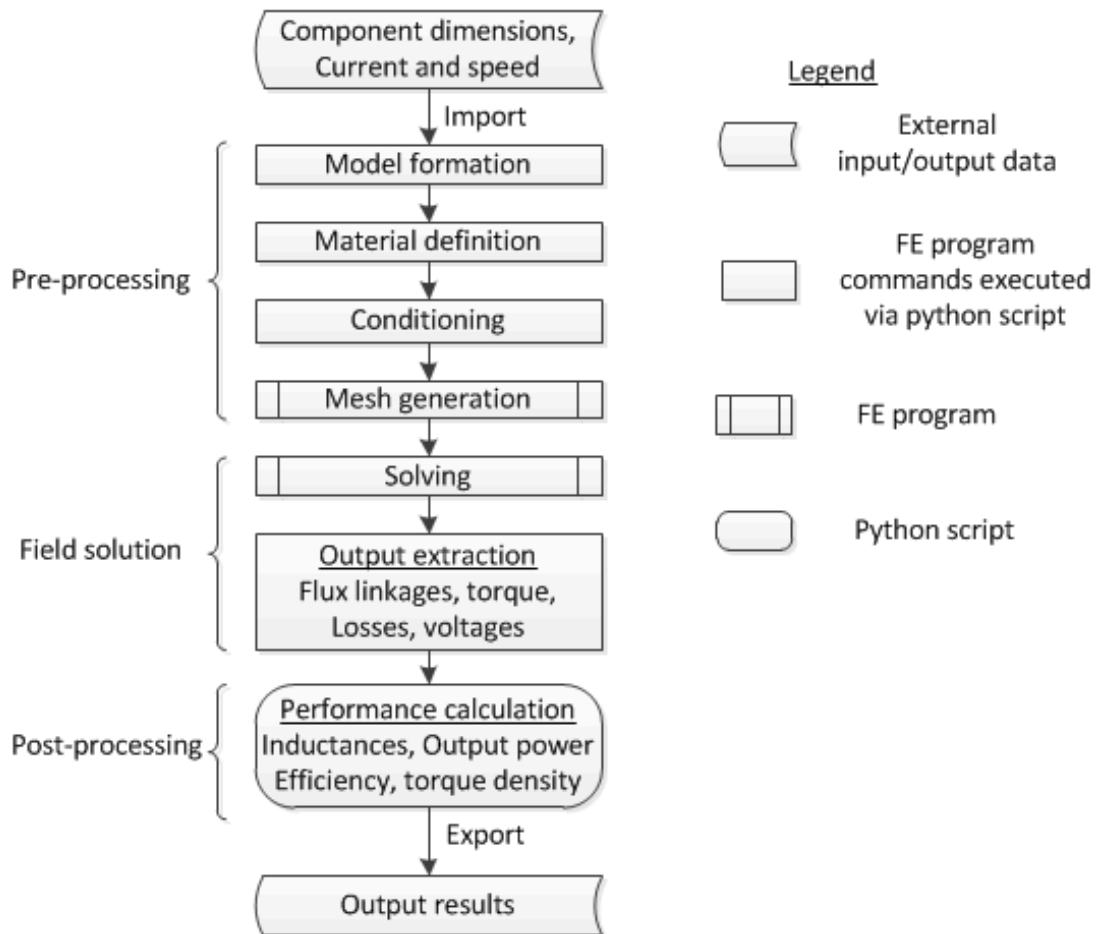 Component dimensions,
Current and speed
Import
Pre-processing
Model formation
Material definition
Conditioning
Mesh generation
Field solution
Solving
Output extraction
Flux linkages, torque,
Losses, voltages
Post-processing
Performance calculation
Inductances, Output power
Efficiency, torque density
Export
Output results
Legend
External
input/output data
FE program
commands executed
via python script
FE program
Python script